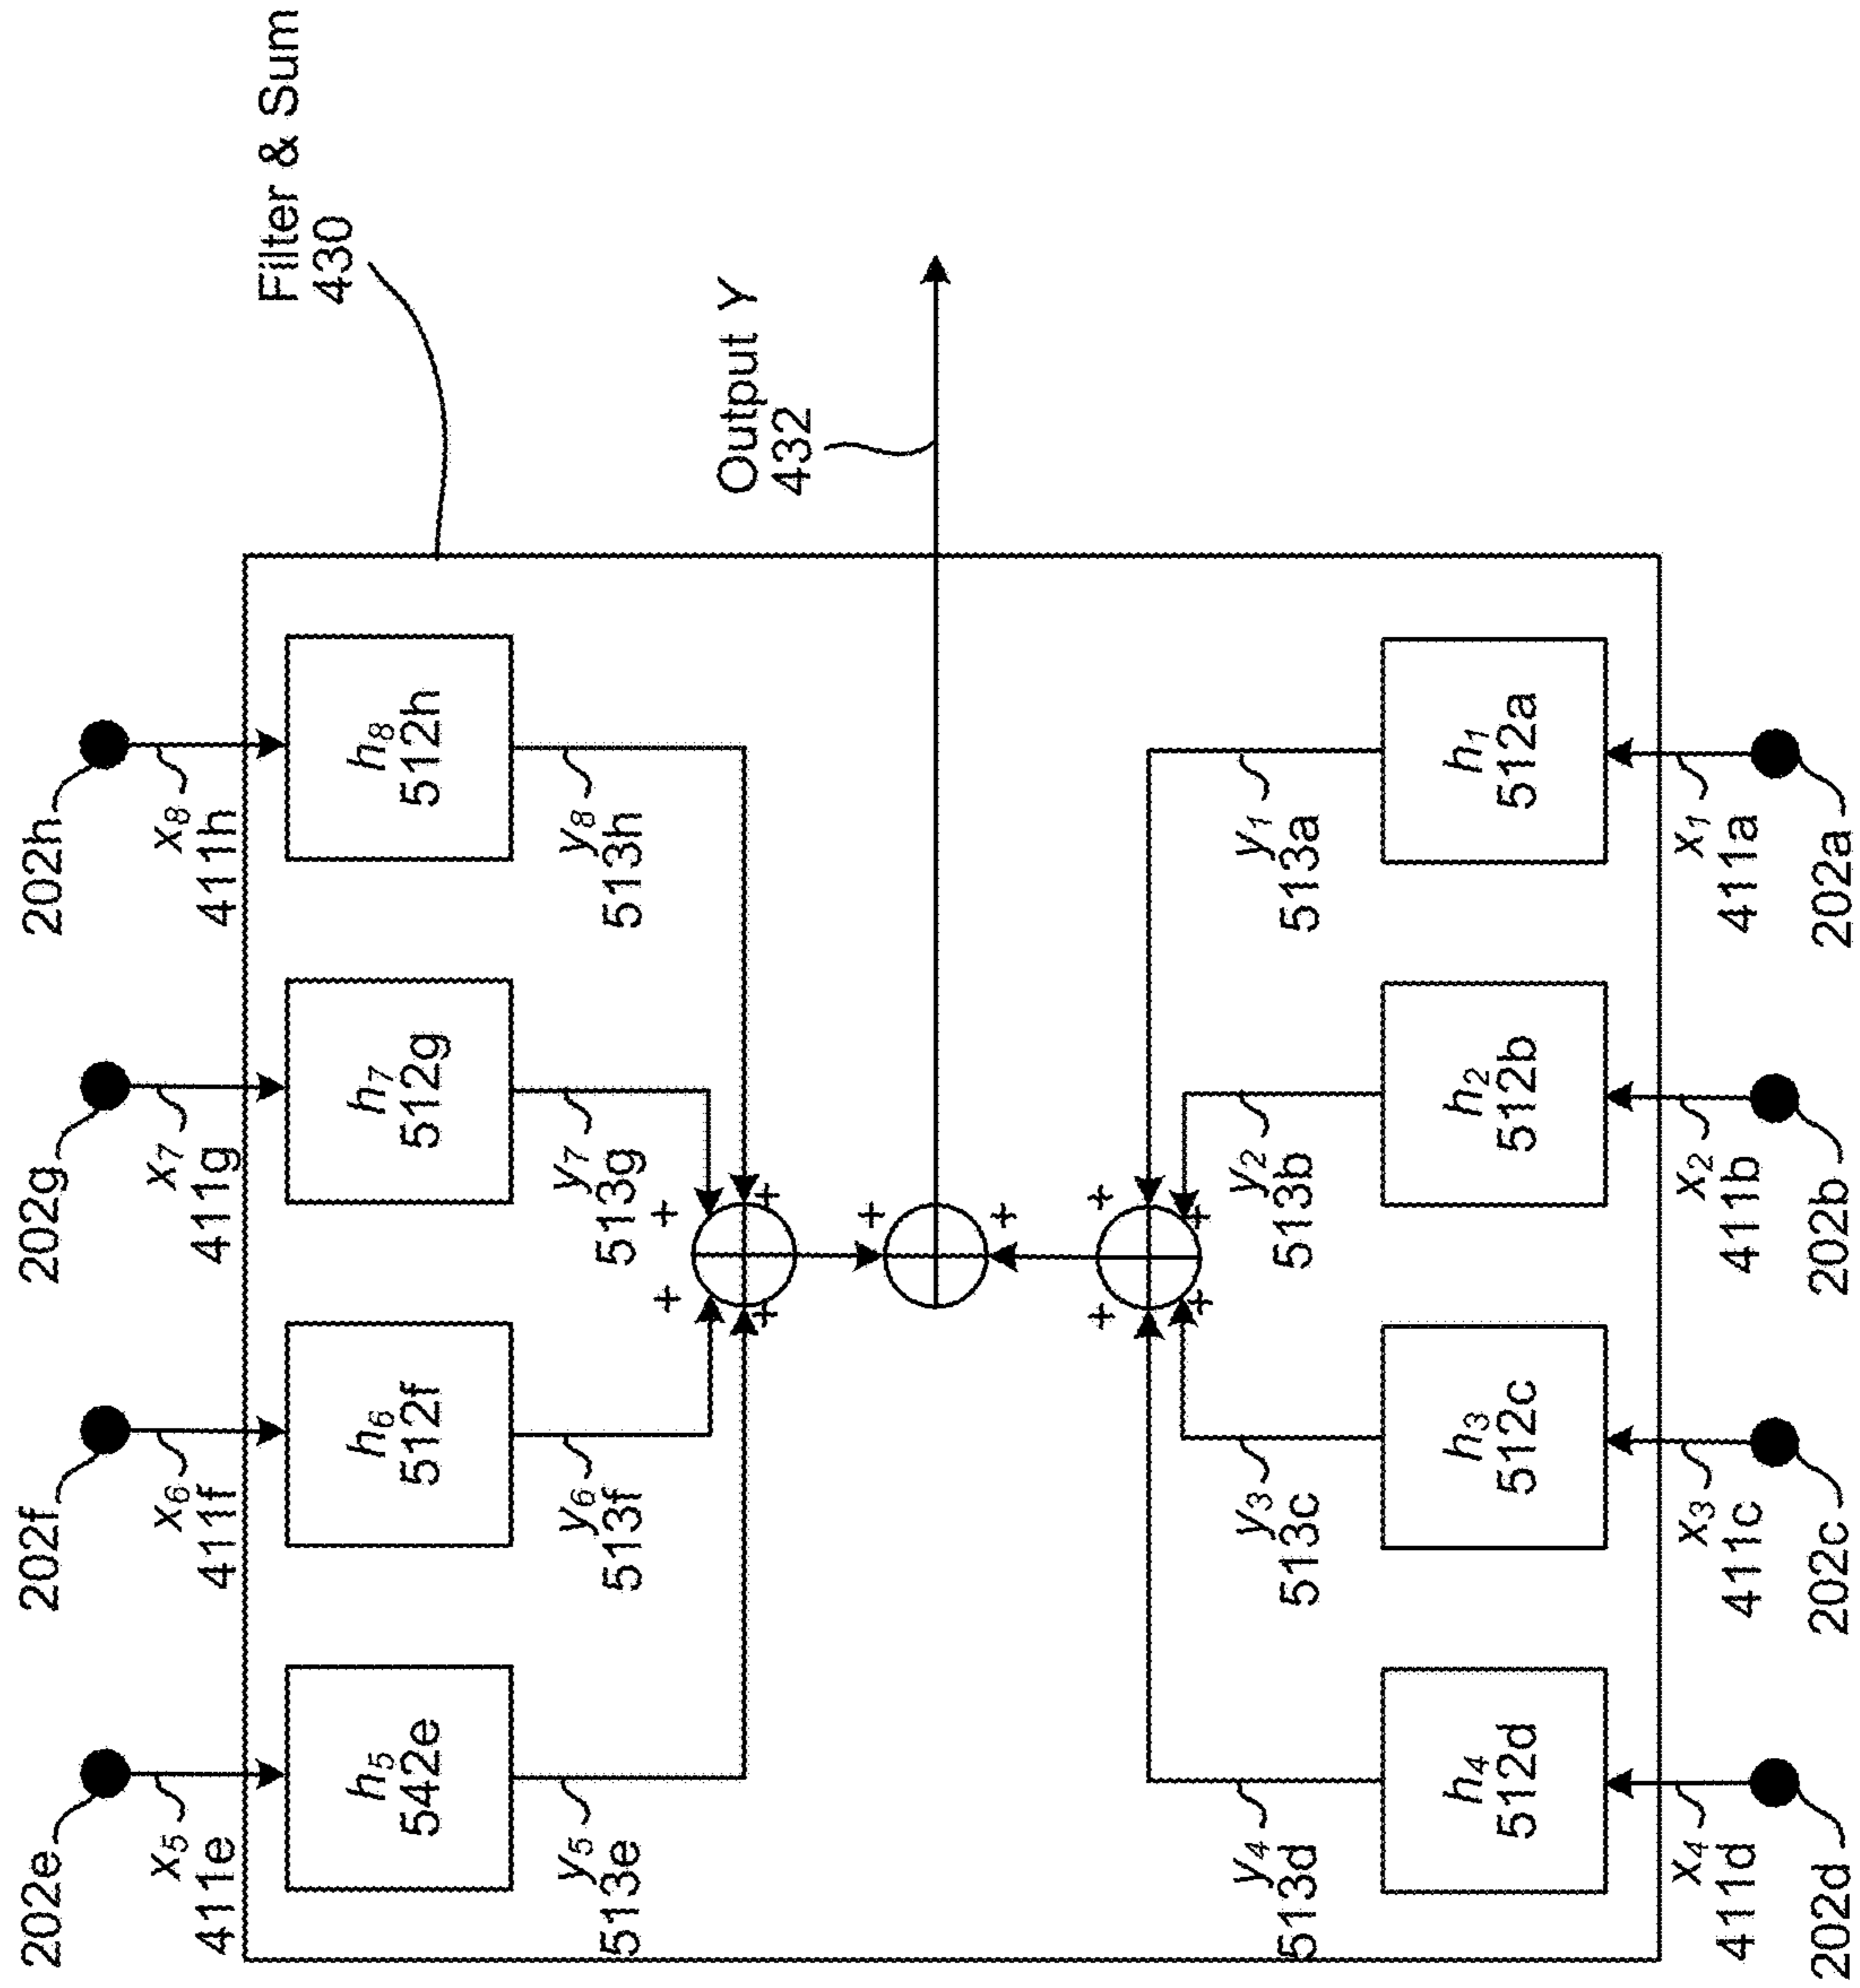 202e
202f
202g
202h
x5
411e
x6
411f
x7
411g
x8
411h
Filter & Sum
430
h5
542e
h6
512f
h7
512g
h8
512h
y5
513e
y6
513f
y7
513g
y8
513h
+
+
+
+
Output Y
432
+
+
+
+
+
+
y4
513d
y3
513c
y2
513b
y1
513a
h4
512d
h3
512c
h2
512b
h1
512a
x4
411d
x3
411c
x2
411b
x1
411a
202d
202c
202b
202a